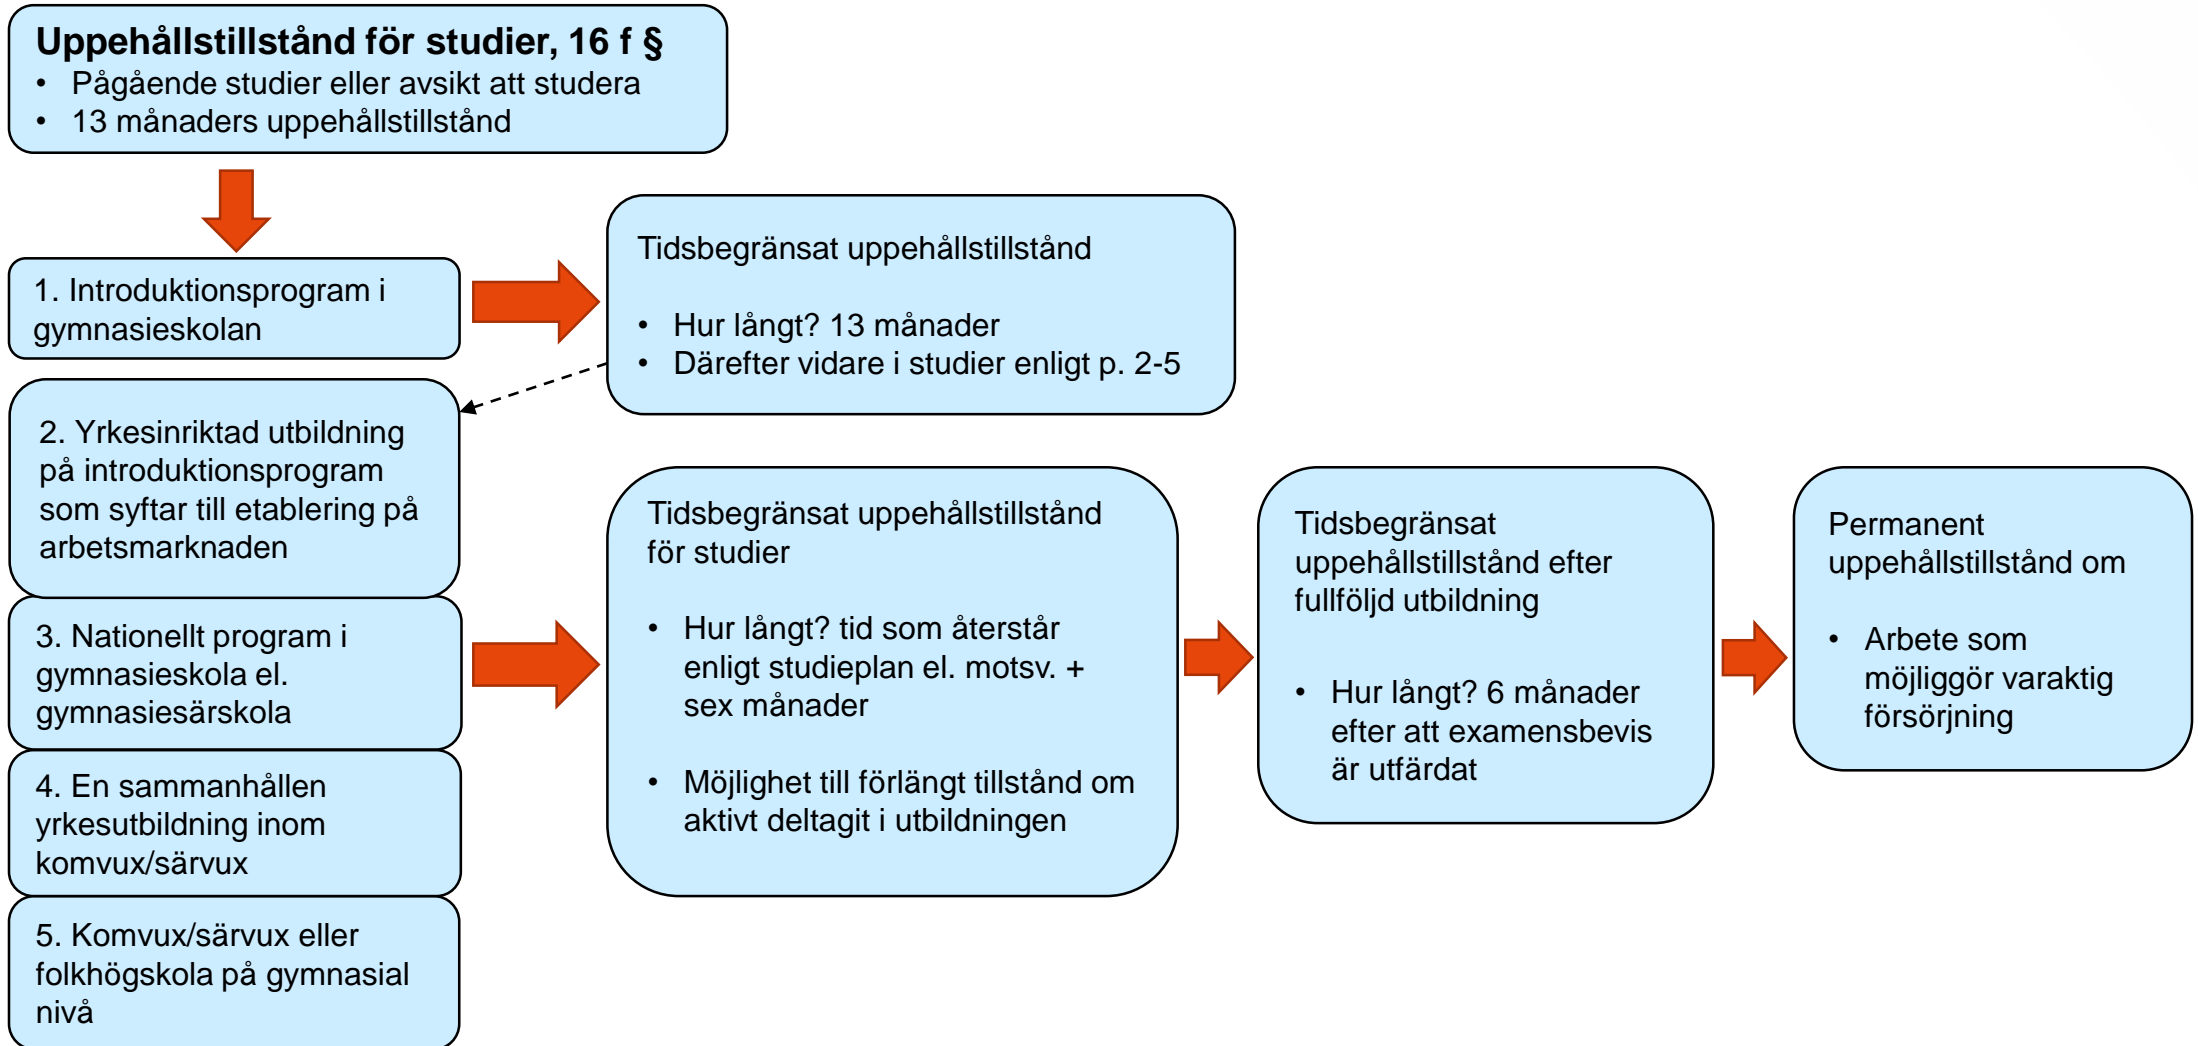 Uppehållstillstånd för studier, 16 f §
• Pågående studier eller avsikt att studera
• 13 månaders uppehållstillstånd
1. Introduktionsprogram i
gymnasieskolan
Tidsbegränsat uppehållstillstånd
• Hur långt? 13 månader
• Därefter vidare i studier enligt p. 2-5
2. Yrkesinriktad utbildning
på introduktionsprogram
som syftar till etablering på
arbetsmarknaden
3. Nationellt program i
gymnasieskola el.
gymnasiesärskola
4. En sammanhållen
yrkesutbildning inom
komvux/särvux
5. Komvux/särvux eller
folkhögskola på gymnasial
nivå
Tidsbegränsat uppehållstillstånd
för studier
• Hur långt? tid som återstår
enligt studieplan el. motsv. +
sex månader
• Möjlighet till förlängt tillstånd om
aktivt deltagit i utbildningen
Tidsbegränsat
uppehållstillstånd efter
fullföljd utbildning
• Hur långt? 6 månader
efter att examensbevis
är utfärdat
Permanent
uppehållstillstånd om
• Arbete som
möjliggör varaktig
försörjning